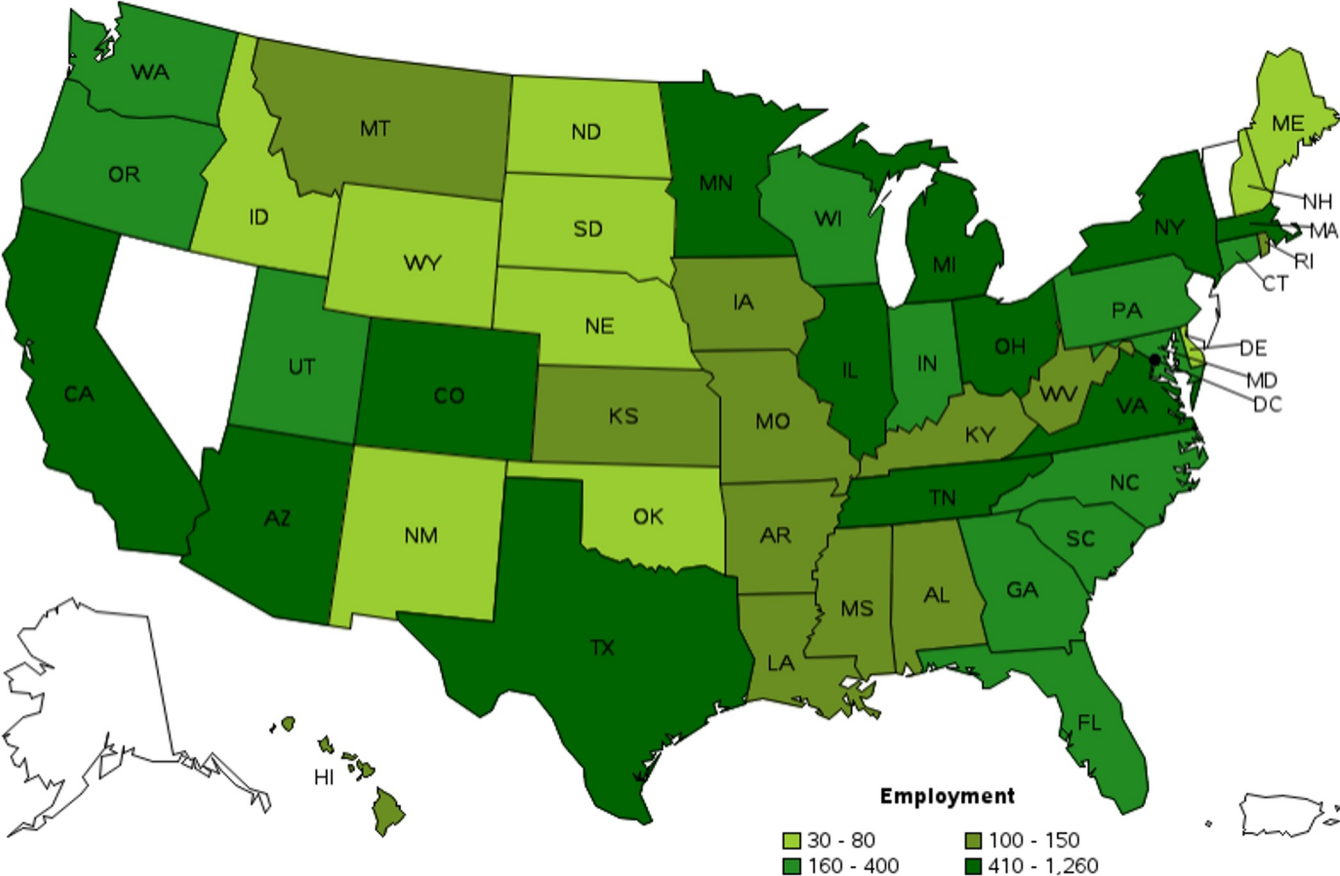 WA
MT
ND
ME
OR
MN
ID
SD
WI
NY
NH
MA
WY
MI
RI
CT
IA
PA
NE
OH
DE
UT
IL
IN
MD
CA
CO
WV
VA
DC
KS
MO
KY
NC
TN
AZ
OK
NM
AR
SC
GA
MS
AL
TX
LA
FL
HI
Employment
30 - 80
100 - 150
160 - 400
410 - 1,260